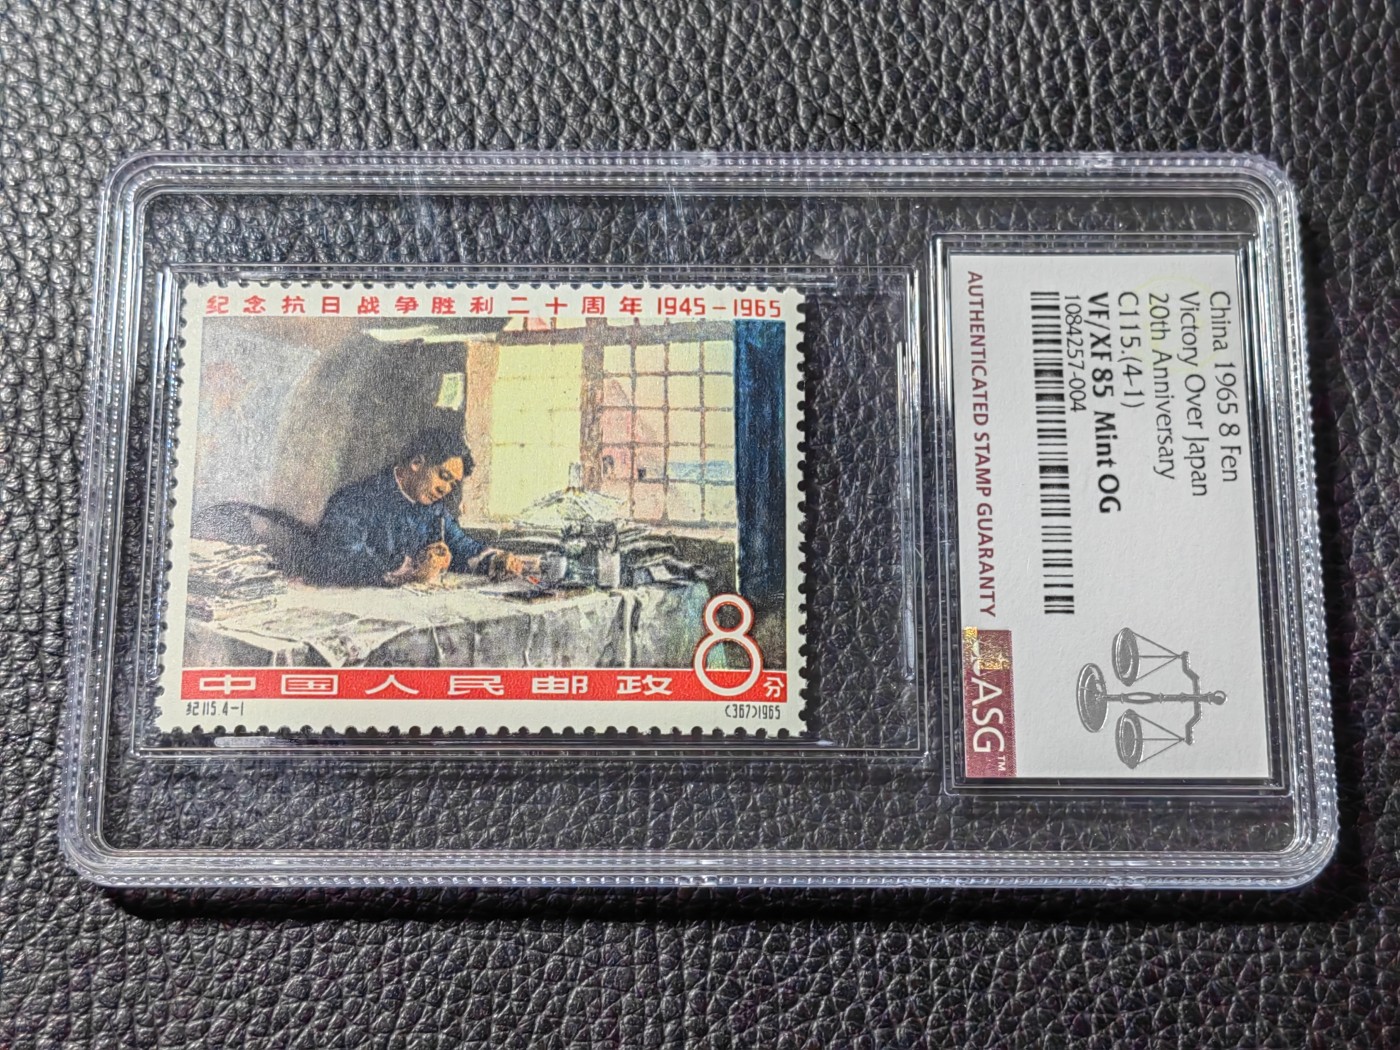 纪念抗日战争胜利二十周年 1945-1965
8分
中国人民邮政
纪115.4-1
(367)1965
China 1965 8 Fen
Victory Over Japan
20th Anniversary
C115.(4-1)
VF/XF 85 Mint OG
1084257-004
AUTHENTICATED STAMP GUARANTY
ASG™